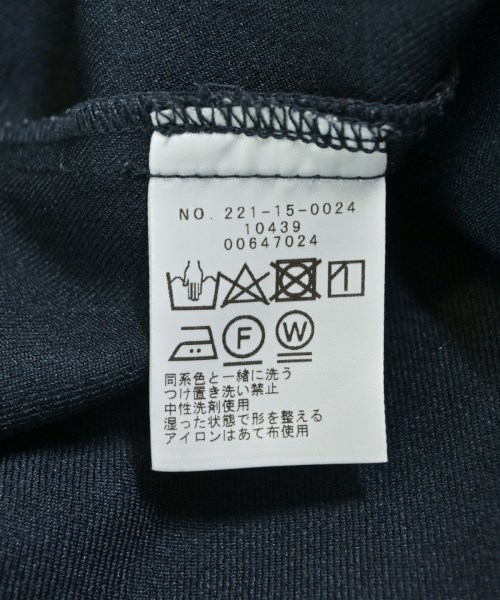 NO. 221-15-0024
10439
00647024
F W
同系色と一緒に洗う
つけ置き洗い禁止
中性洗剤使用
湿った状態で形を整える
アイロンはあて布使用